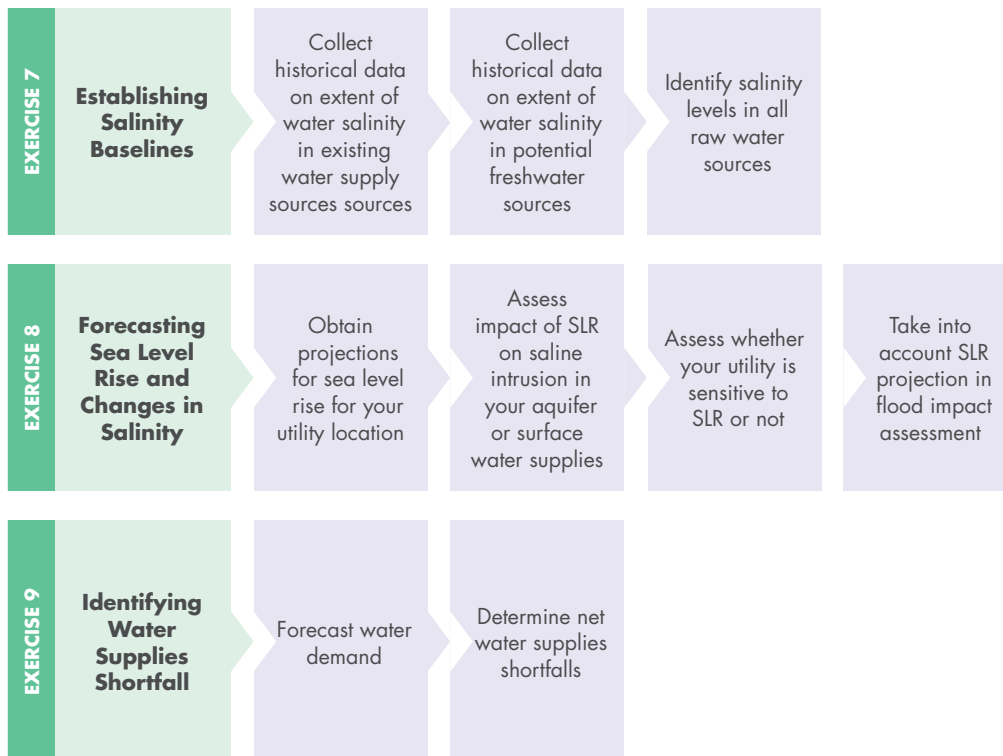 EXERCISE 7
Establishing
Salinity
Baselines
Collect
historical data
on extent of
water salinity
in existing
water supply
sources sources
Collect
historical data
on extent of
water salinity
in potential
freshwater
sources
Identify salinity
levels in all
raw water
sources
EXERCISE 8
Forecasting
Sea Level
Rise and
Changes in
Salinity
Obtain
projections
for sea level
rise for your
utility location
Assess
impact of SLR
on saline
intrusion in
your aquifer
or surface
water supplies
Assess whether
your utility is
sensitive to
SLR or not
Take into
account SLR
projection in
flood impact
assessment
EXERCISE 9
Identifying
Water
Supplies
Shortfall
Forecast water
demand
Determine net
water supplies
shortfalls